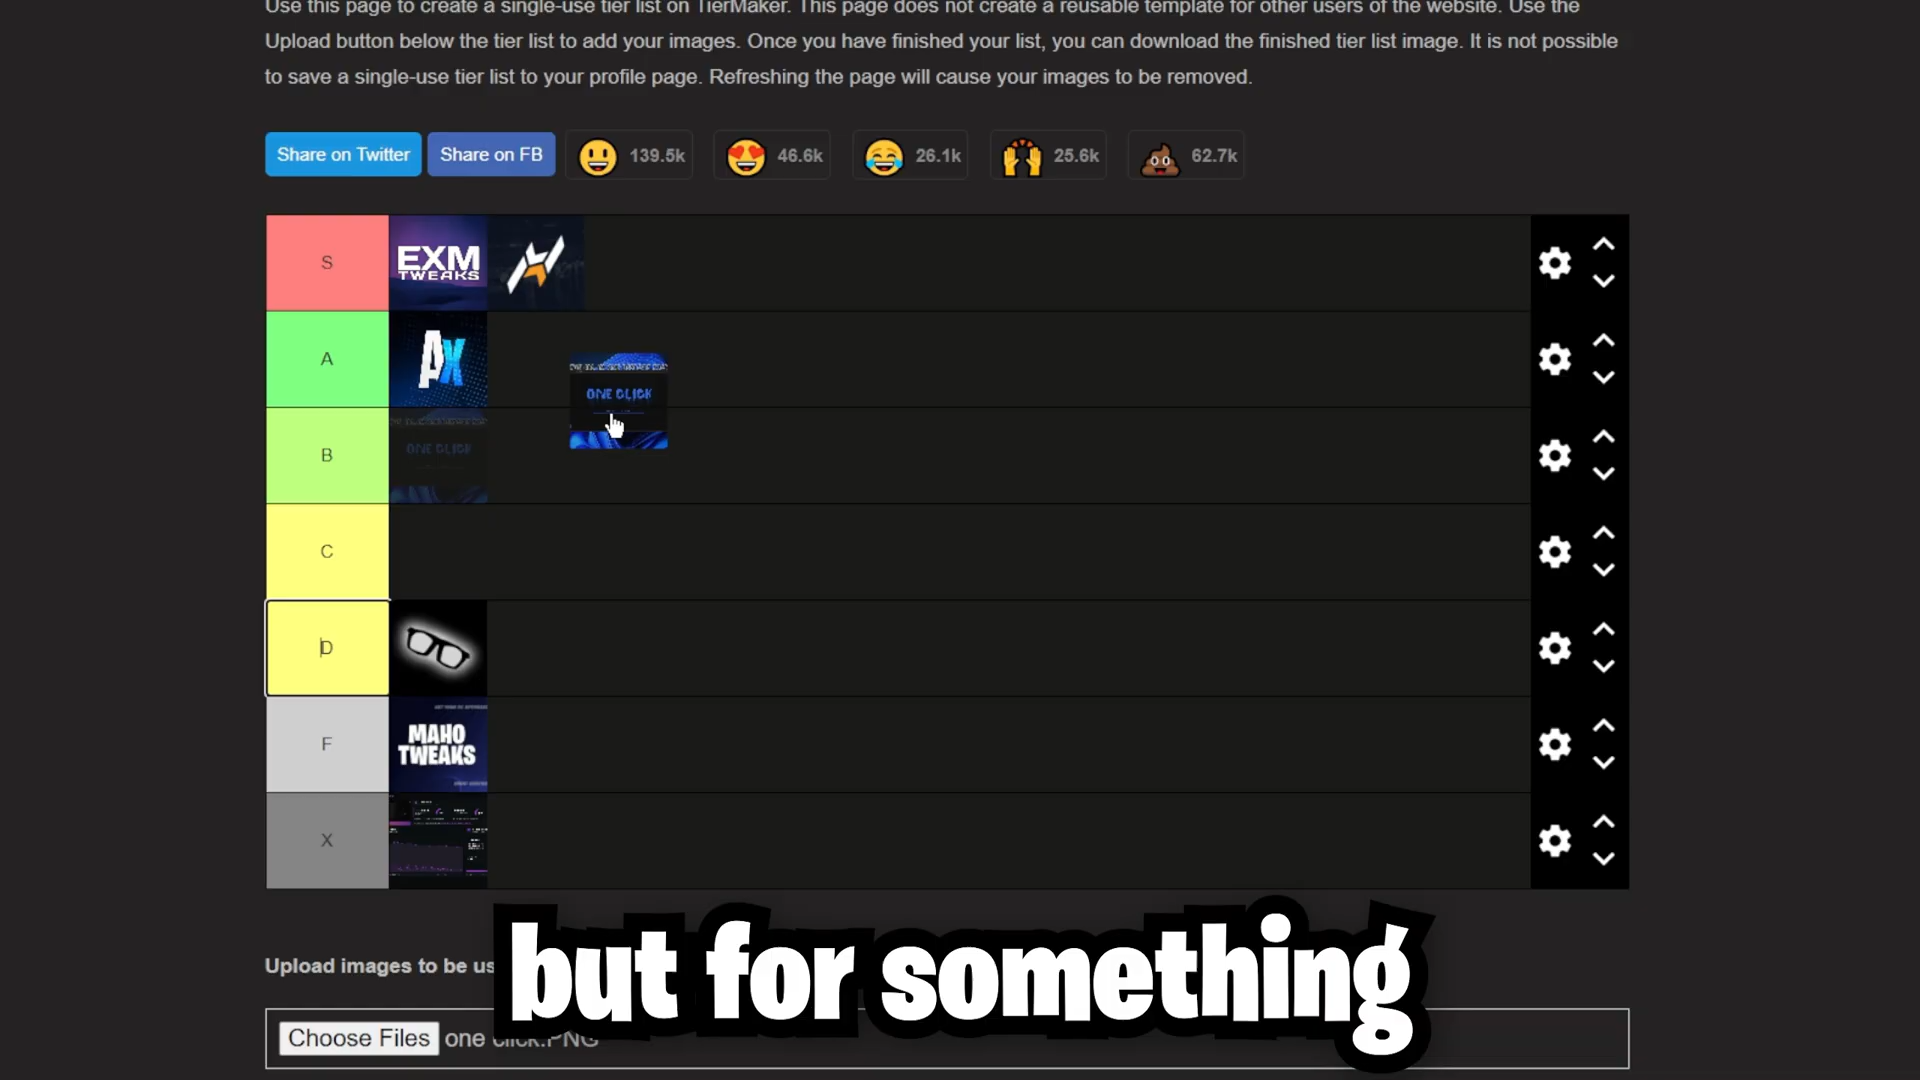 Use this page to create a single-use tier list on TierMaker. This page does not create a reusable template for other users of the website. Use the
Upload button below the tier list to add your images. Once you have finished your list, you can download the finished tier list image. It is not possible
to save a single-use tier list to your profile page. Refreshing the page will cause your images to be removed.
Share on Twitter
Share on FB
139.5k
46.6k
26.1k
25.6k
62.7k
S
EXM
TWEAKS
A
AX
ONE CLICK
B
ONE CLICK
C
D
F
MAHO
TWEAKS
X
Upload images to be us
but for something
Choose Files
one click.PNG